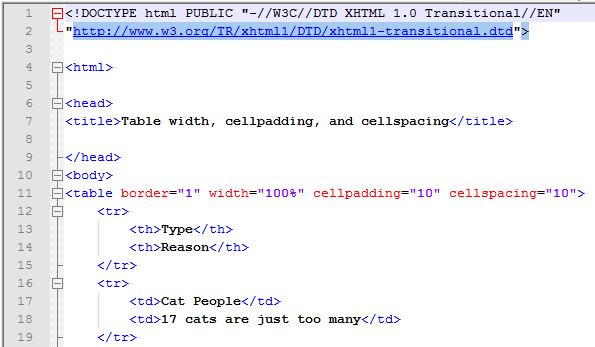 1 <!DOCTYPE html PUBLIC "-//W3C//DTD XHTML 1.0 Transitional//EN"
2 "http://www.w3.org/TR/xhtml1/DTD/xhtml1-transitional.dtd">
3
4 <html>
5
6 <head>
7 <title>Table width, cellpadding, and cellspacing</title>
8
9 </head>
10 <body>
11 <table border="1" width="100%" cellpadding="10" cellspacing="10">
12 <tr>
13 <th>Type</th>
14 <th>Reason</th>
15 </tr>
16 <tr>
17 <td>Cat People</td>
18 <td>17 cats are just too many</td>
19 </tr>